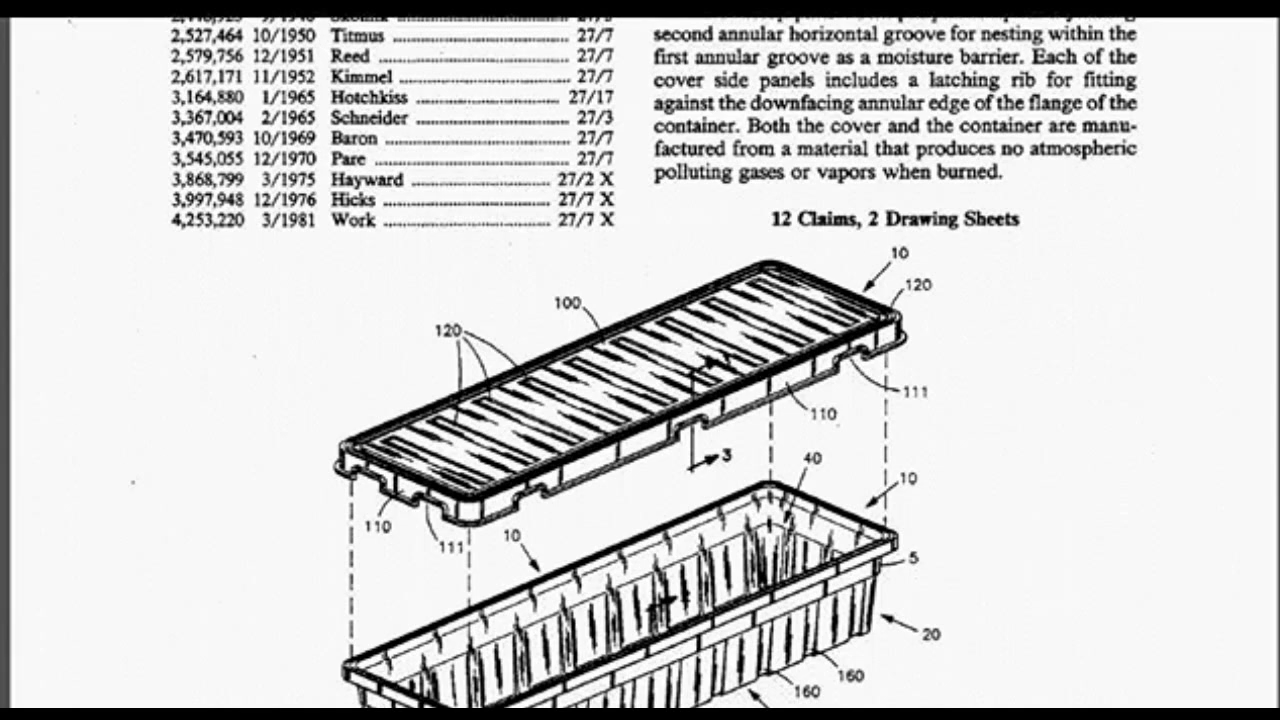 2,527,464 10/1950 Titmus ........................................ 27/7
2,579,756 12/1951 Reed ........................................... 27/7
2,617,171 11/1952 Kimmel ...................................... 27/7
3,164,880 1/1965 Hotchkiss .................................. 27/17
3,367,004 2/1965 Schneider ................................... 27/3
3,470,593 10/1969 Baron ......................................... 27/7
3,545,055 12/1970 Pare ............................................ 27/7
3,868,799 3/1975 Hayward .............................. 27/2 X
3,997,948 12/1976 Hicks .................................... 27/7 X
4,253,220 3/1981 Work .................................... 27/7 X
second annular horizontal groove for nesting within the
first annular groove as a moisture barrier. Each of the
cover side panels includes a latching rib for fitting
against the downfacing annular edge of the flange of the
container. Both the cover and the container are manu-
factured from a material that produces no atmospheric
polluting gases or vapors when burned.
12 Claims, 2 Drawing Sheets
10
120
100
120
111
110
3
40
10
110
111
10
5
20
160
160